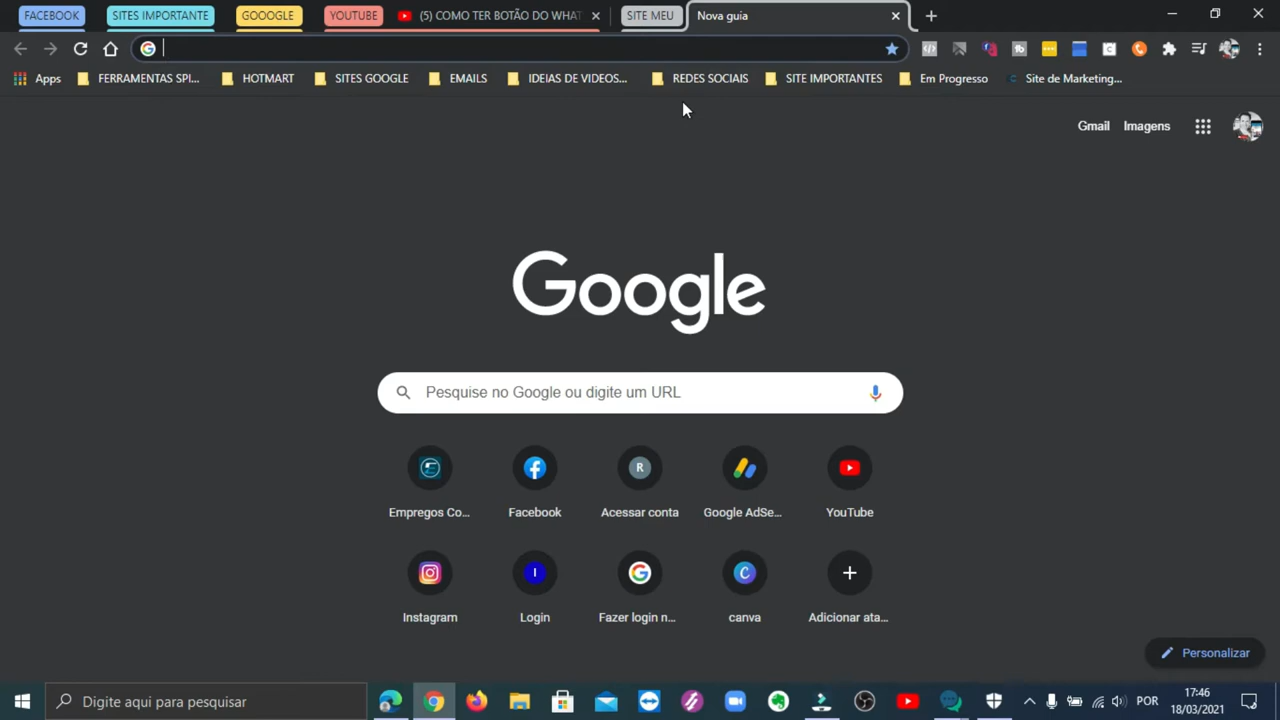 FACEBOOK SITES IMPORTANTE GOOOGLE YOUTUBE (5) COMO TER BOTÃO DO WHAT SITE MEU Nova guia
Apps FERRAMENTAS SPI... HOTMART SITES GOOGLE EMAILS IDEIAS DE VIDEOS... REDES SOCIAIS SITE IMPORTANTES Em Progresso Site de Marketing...
Gmail Imagens
Google
Pesquise no Google ou digite um URL
R
Empregos Co... Facebook Acessar conta Google AdSe... YouTube
I
Instagram Login Fazer login n... canva Adicionar ata...
Personalizar
Digite aqui para pesquisar POR 17:46
18/03/2021